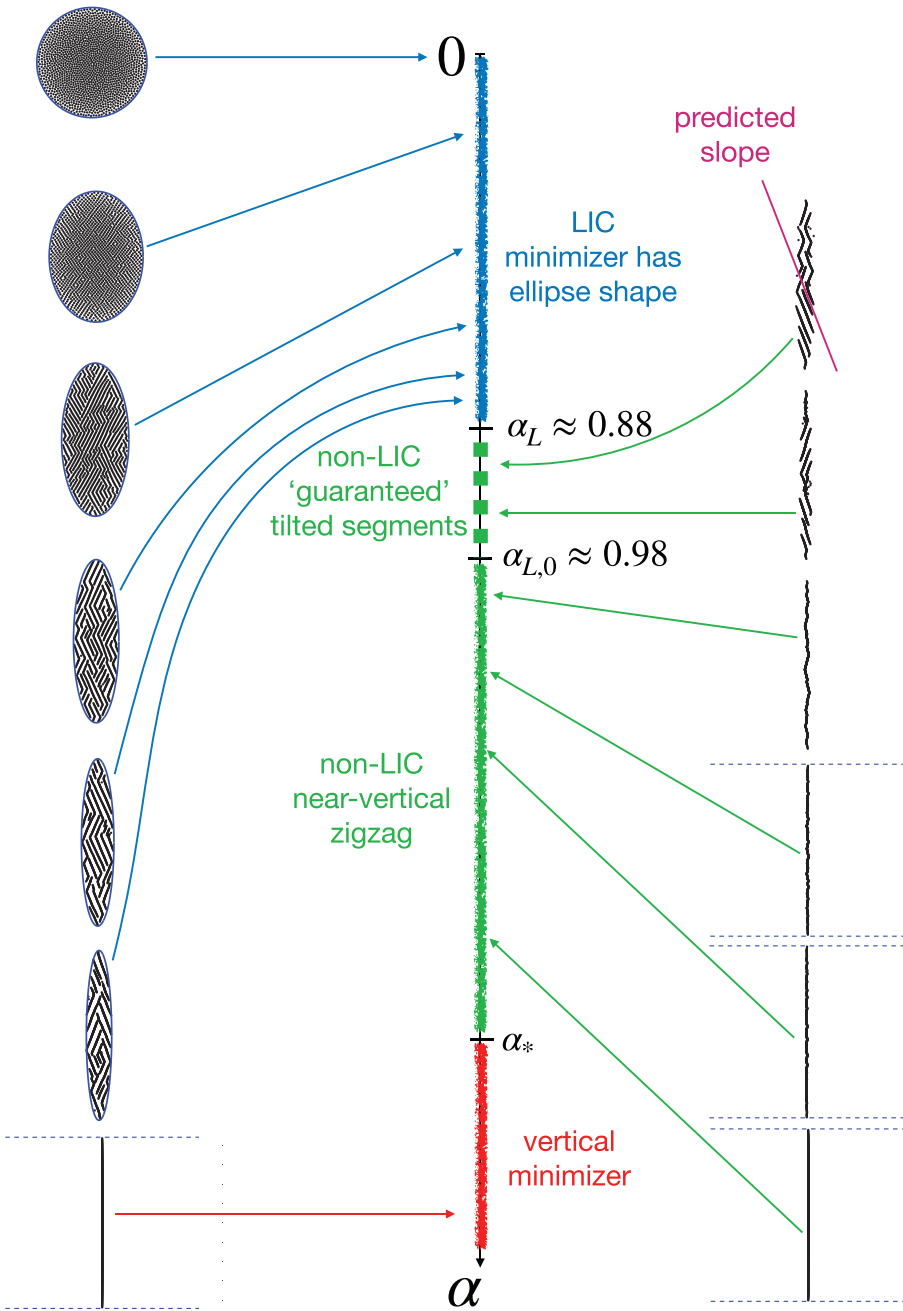 0
predicted
slope
LIC
minimizer has
ellipse shape
α_L ≈ 0.88
non-LIC
‘guaranteed’
tilted segments
α_{L,0} ≈ 0.98
non-LIC
near-vertical
zigzag
α_*
vertical
minimizer
α